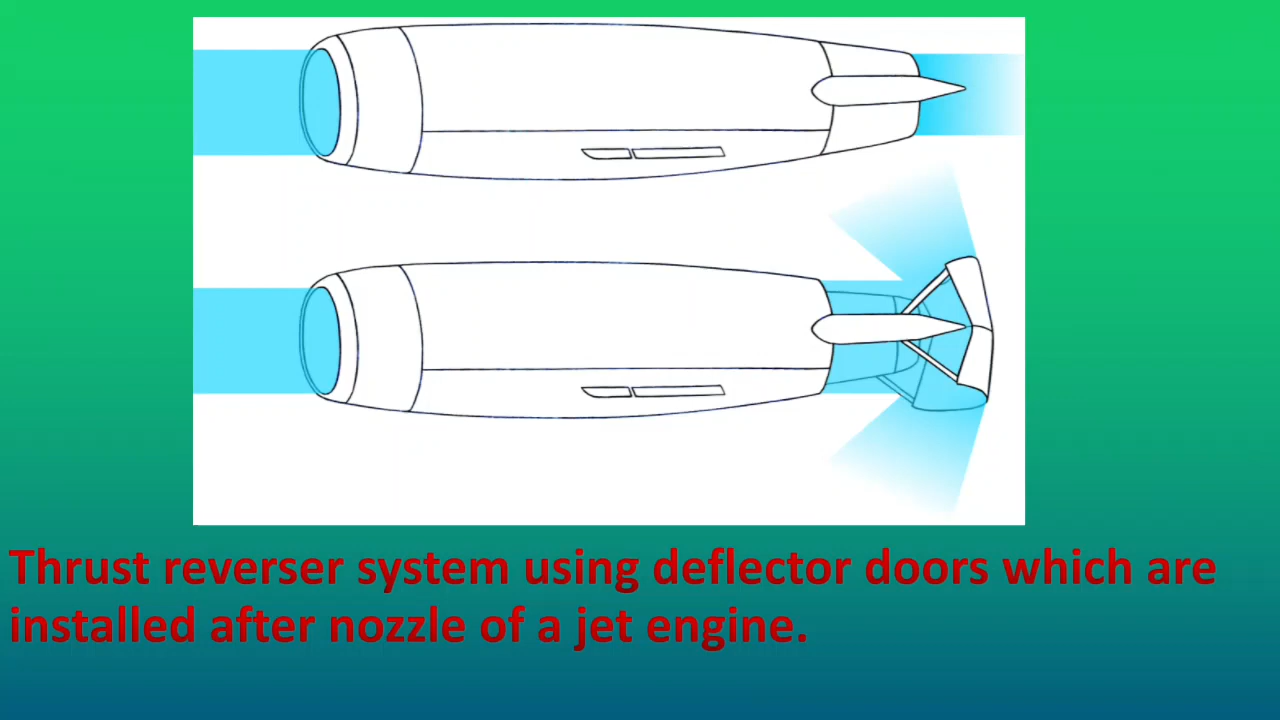 Thrust reverser system using deflector doors which are
installed after nozzle of a jet engine.